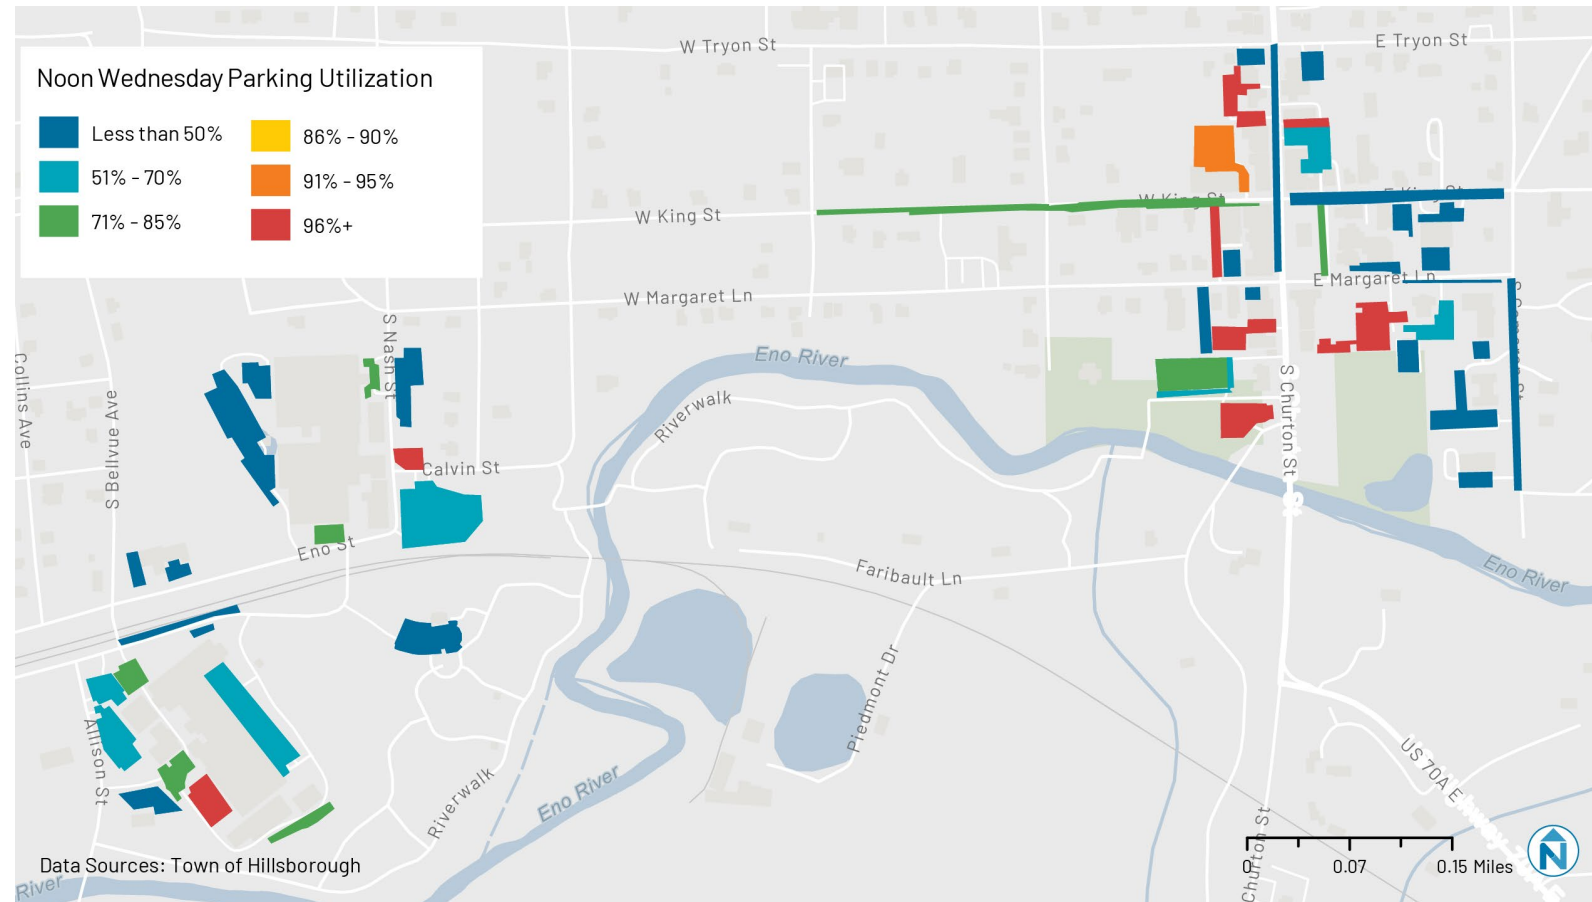 W Tryon St
E Tryon St
Noon Wednesday Parking Utilization
Less than 50%
86% - 90%
51% - 70%
91% - 95%
71% - 85%
96%+
W King St
E King St
W King St
E Margaret Ln
W Margaret Ln
S Nash St
Eno River
Collins Ave
S Bellvue Ave
Riverwalk
S Churton St
Calvin St
Eno St
Faribault Ln
Eno River
Piedmont Dr
Allison St
Riverwalk
Eno River
US 70A E
Churton St
Data Sources: Town of Hillsborough
0
0.07
0.15 Miles
N
River